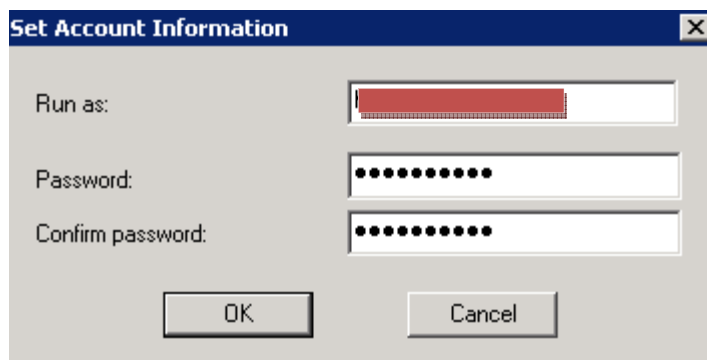 Set Account Information
Run as:
Password: ●●●●●●●●●●
Confirm password: ●●●●●●●●●●
OK Cancel